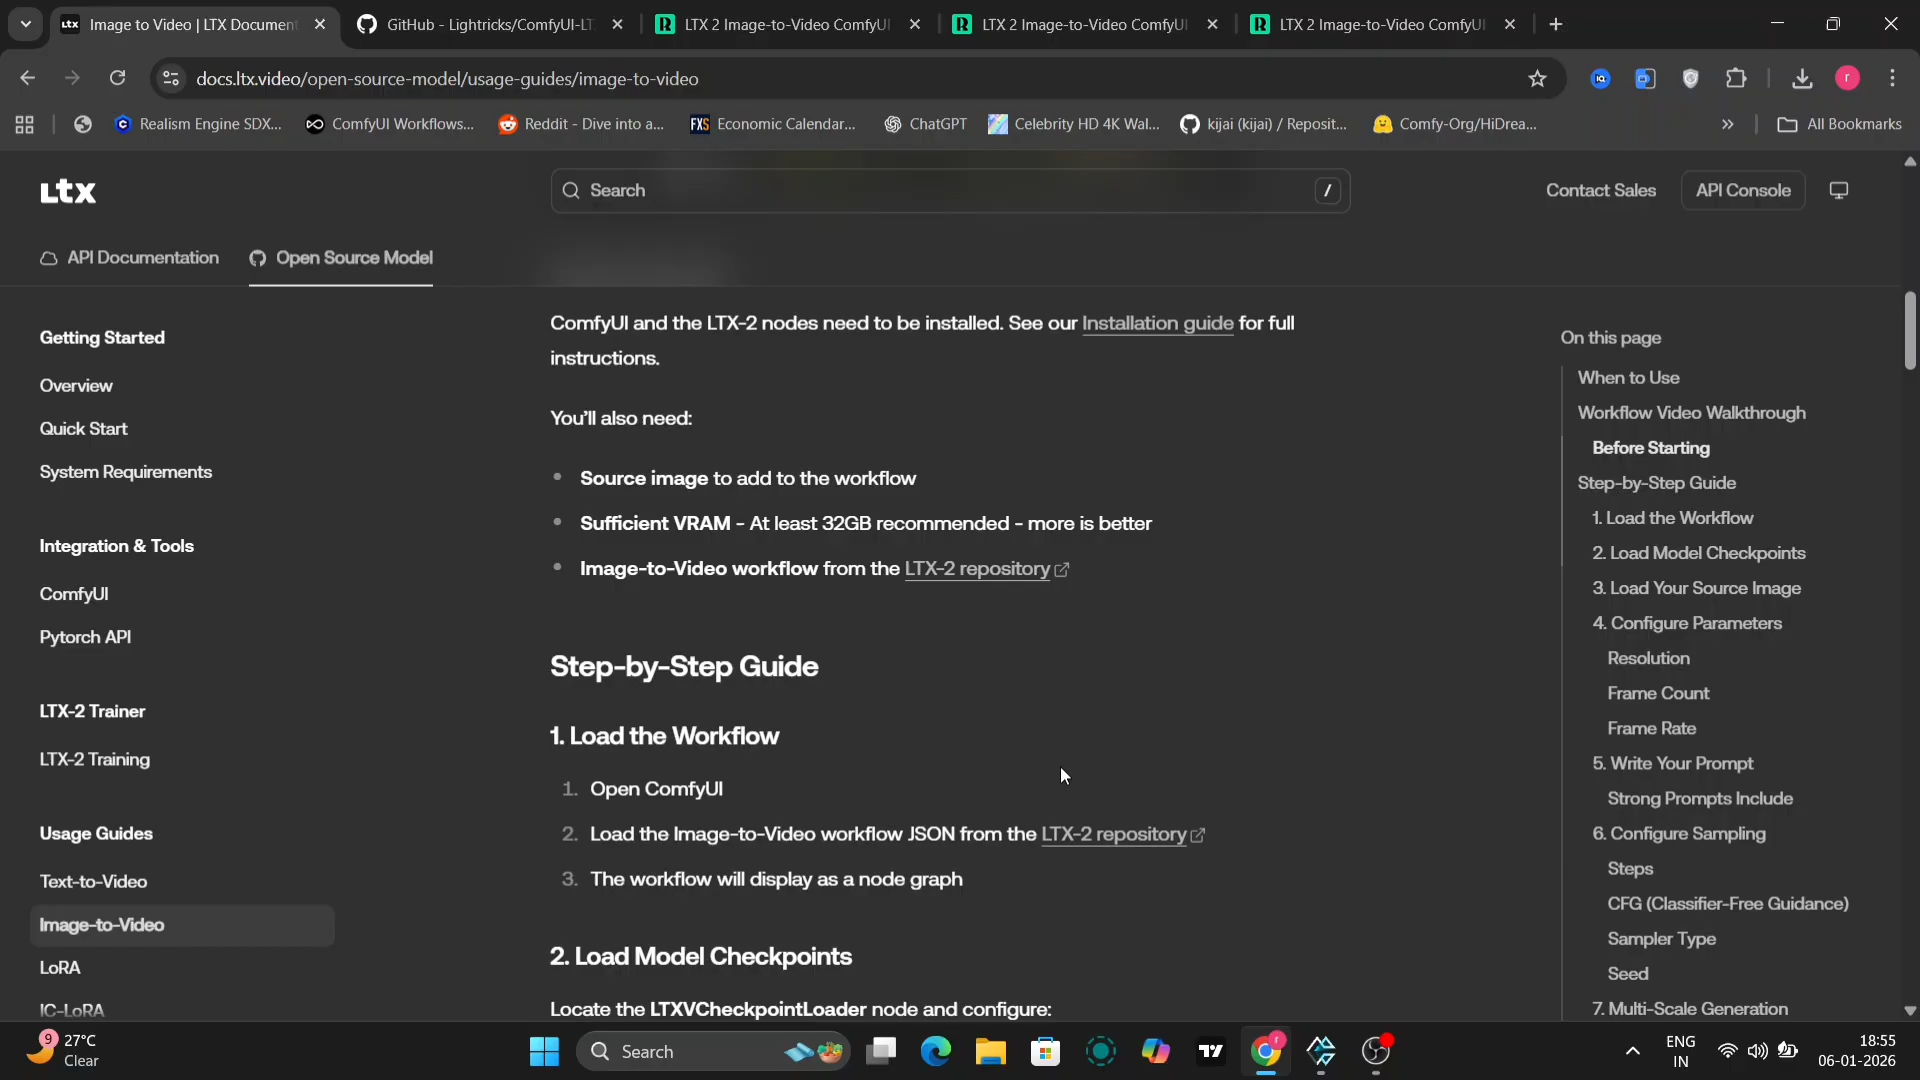 Image to Video | LTX Document
GitHub - Lightricks/ComfyUI-LT
LTX 2 Image-to-Video ComfyUI
LTX 2 Image-to-Video ComfyUI
LTX 2 Image-to-Video ComfyUI
docs.ltx.video/open-source-model/usage-guides/image-to-video
r
Realism Engine SDX...
ComfyUI Workflows...
Reddit - Dive into a...
FXS
Economic Calendar...
ChatGPT
Celebrity HD 4K Wal...
kijai (kijai) / Reposit...
Comfy-Org/HiDrea...
All Bookmarks
LTX
Search
/
Contact Sales
API Console
API Documentation
Open Source Model
Getting Started
Overview
Quick Start
System Requirements
Integration & Tools
ComfyUI
Pytorch API
LTX-2 Trainer
LTX-2 Training
Usage Guides
Text-to-Video
Image-to-Video
LoRA
IC-LoRA
ComfyUI and the LTX-2 nodes need to be installed. See our Installation guide for full
instructions.
You'll also need:
• Source image to add to the workflow
• Sufficient VRAM - At least 32GB recommended - more is better
• Image-to-Video workflow from the LTX-2 repository
Step-by-Step Guide
1. Load the Workflow
1. Open ComfyUI
2. Load the Image-to-Video workflow JSON from the LTX-2 repository
3. The workflow will display as a node graph
2. Load Model Checkpoints
Locate the LTXVCheckpointLoader node and configure:
On this page
When to Use
Workflow Video Walkthrough
Before Starting
Step-by-Step Guide
1. Load the Workflow
2. Load Model Checkpoints
3. Load Your Source Image
4. Configure Parameters
Resolution
Frame Count
Frame Rate
5. Write Your Prompt
Strong Prompts Include
6. Configure Sampling
Steps
CFG (Classifier-Free Guidance)
Sampler Type
Seed
7. Multi-Scale Generation
9
27°C
Clear
Search
ENG
IN
18:55
06-01-2026